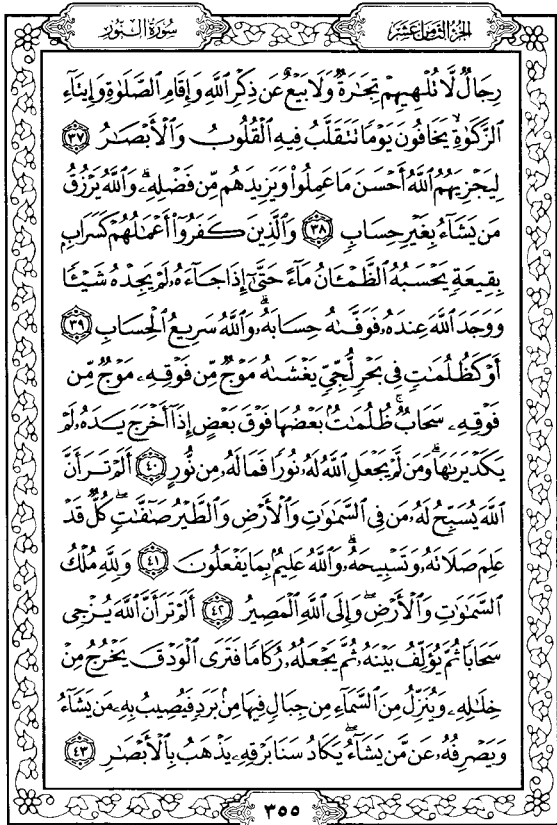 الجزء الثامن عشر
سورة النور
رِجَالٌ لَّا تُلْهِيهِمْ تِجَٰرَةٌ وَلَا بَيْعٌ عَن ذِكْرِ ٱللَّهِ وَإِقَامِ ٱلصَّلَوٰةِ وَإِيتَآءِ
ٱلزَّكَوٰةِ ۙ يَخَافُونَ يَوْمًا تَتَقَلَّبُ فِيهِ ٱلْقُلُوبُ وَٱلْأَبْصَٰرُ ٣٧
لِيَجْزِيَهُمُ ٱللَّهُ أَحْسَنَ مَا عَمِلُوا۟ وَيَزِيدَهُم مِّن فَضْلِهِۦ ۗ وَٱللَّهُ يَرْزُقُ
مَن يَشَآءُ بِغَيْرِ حِسَابٍ ٣٨ وَٱلَّذِينَ كَفَرُوٓا۟ أَعْمَٰلُهُمْ كَسَرَابٍۭ
بِقِيعَةٍ يَحْسَبُهُ ٱلظَّمْـَٔانُ مَآءً حَتَّىٰٓ إِذَا جَآءَهُۥ لَمْ يَجِدْهُ شَيْـًٔا
وَوَجَدَ ٱللَّهَ عِندَهُۥ فَوَفَّىٰهُ حِسَابَهُۥ ۗ وَٱللَّهُ سَرِيعُ ٱلْحِسَابِ ٣٩
أَوْ كَظُلُمَٰتٍ فِى بَحْرٍ لُّجِّىٍّ يَغْشَىٰهُ مَوْجٌ مِّن فَوْقِهِۦ مَوْجٌ مِّن
فَوْقِهِۦ سَحَابٌ ۚ ظُلُمَٰتٌۢ بَعْضُهَا فَوْقَ بَعْضٍ إِذَآ أَخْرَجَ يَدَهُۥ لَمْ
يَكَدْ يَرَىٰهَا ۗ وَمَن لَّمْ يَجْعَلِ ٱللَّهُ لَهُۥ نُورًا فَمَا لَهُۥ مِن نُّورٍ ٤٠ أَلَمْ تَرَ أَنَّ
ٱللَّهَ يُسَبِّحُ لَهُۥ مَن فِى ٱلسَّمَٰوَٰتِ وَٱلْأَرْضِ وَٱلطَّيْرُ صَٰٓفَّٰتٍ ۖ كُلٌّ قَدْ
عَلِمَ صَلَاتَهُۥ وَتَسْبِيحَهُۥ ۗ وَٱللَّهُ عَلِيمٌۢ بِمَا يَفْعَلُونَ ٤١ وَلِلَّهِ مُلْكُ
ٱلسَّمَٰوَٰتِ وَٱلْأَرْضِ ۖ وَإِلَى ٱللَّهِ ٱلْمَصِيرُ ٤٢ أَلَمْ تَرَ أَنَّ ٱللَّهَ يُزْجِى
سَحَابًا ثُمَّ يُؤَلِّفُ بَيْنَهُۥ ثُمَّ يَجْعَلُهُۥ رُكَامًا فَتَرَى ٱلْوَدْقَ يَخْرُجُ مِنْ
خِلَٰلِهِۦ وَيُنَزِّلُ مِنَ ٱلسَّمَآءِ مِن جِبَالٍ فِيهَا مِنۢ بَرَدٍ فَيُصِيبُ بِهِۦ مَن يَشَآءُ
وَيَصْرِفُهُۥ عَن مَّن يَشَآءُ ۖ يَكَادُ سَنَا بَرْقِهِۦ يَذْهَبُ بِٱلْأَبْصَٰرِ ٤٣
٣٥٥